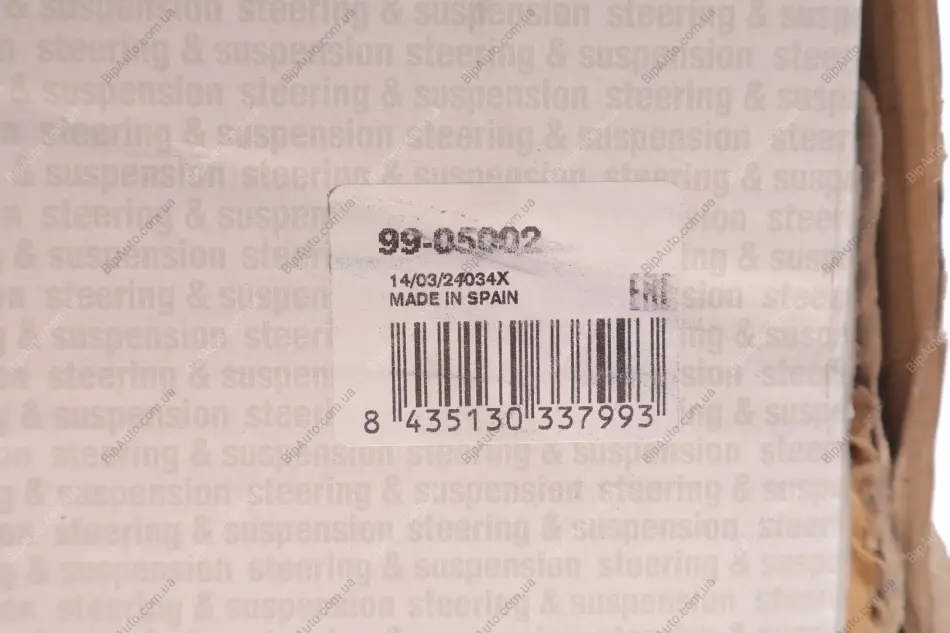 steering & suspension steering & suspension
99-05002
14/03/24034X
MADE IN SPAIN
EAC
8 435130 337993
BipAuto.com.ua